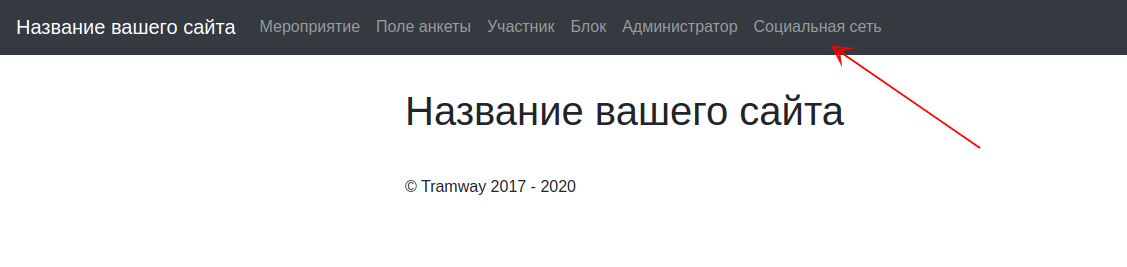 Название вашего сайта Мероприятие Поле анкеты Участник Блок Администратор Социальная сеть
Название вашего сайта
© Tramway 2017 - 2020